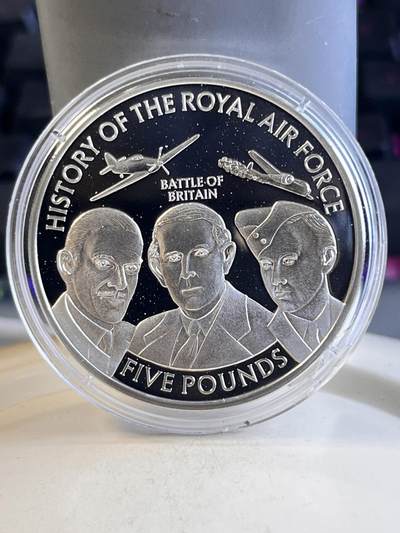 HISTORY OF THE ROYAL AIR FORCE
BATTLE OF
BRITAIN
FIVE POUNDS